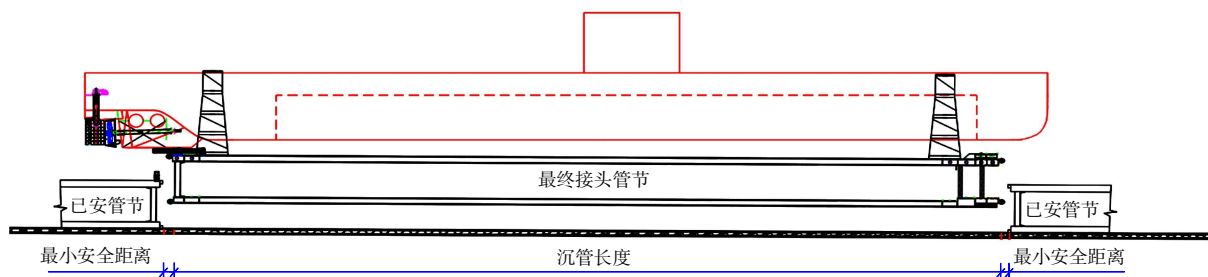 最终接头管节
已安管节
已安管节
最小安全距离
沉管长度
最小安全距离